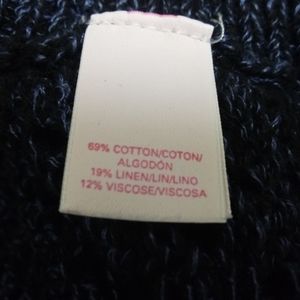 69% COTTON/COTON/
ALGODÓN
19% LINEN/LIN/LINO
12% VISCOSE/VISCOSA